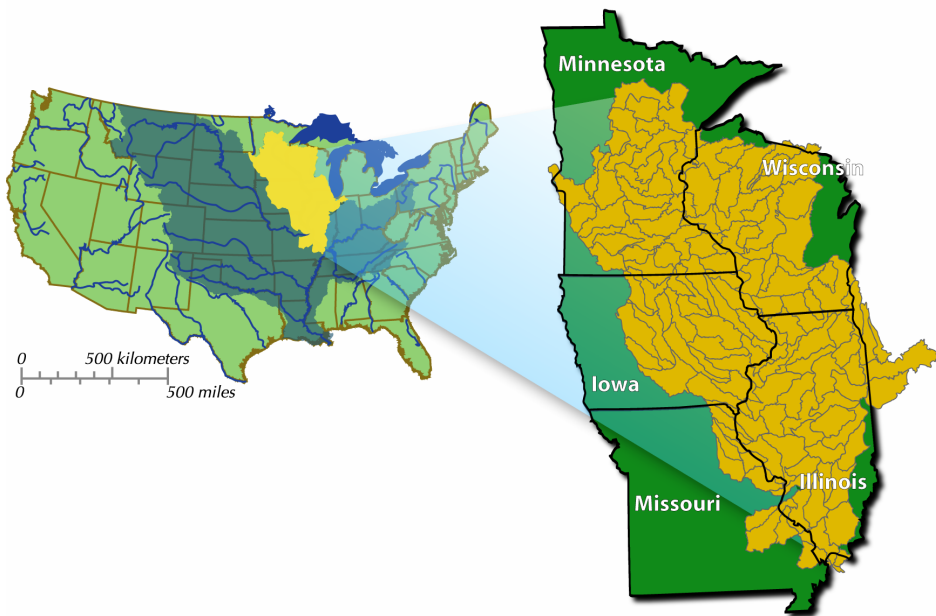 0 500 kilometers
0 500 miles
Minnesota
Wisconsin
Iowa
Illinois
Missouri